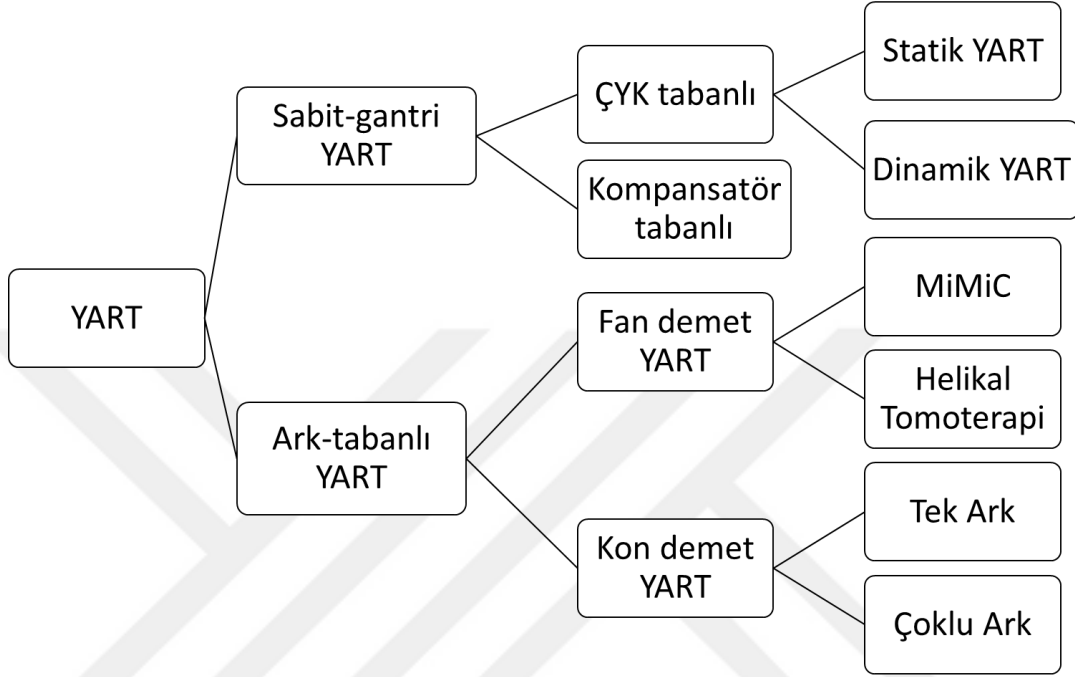 YART
Sabit-gantri
YART
Ark-tabanlı
YART
ÇYK tabanlı
Kompansatör
tabanlı
Fan demet
YART
Kon demet
YART
Statik YART
Dinamik YART
MiMiC
Helikal
Tomoterapi
Tek Ark
Çoklu Ark